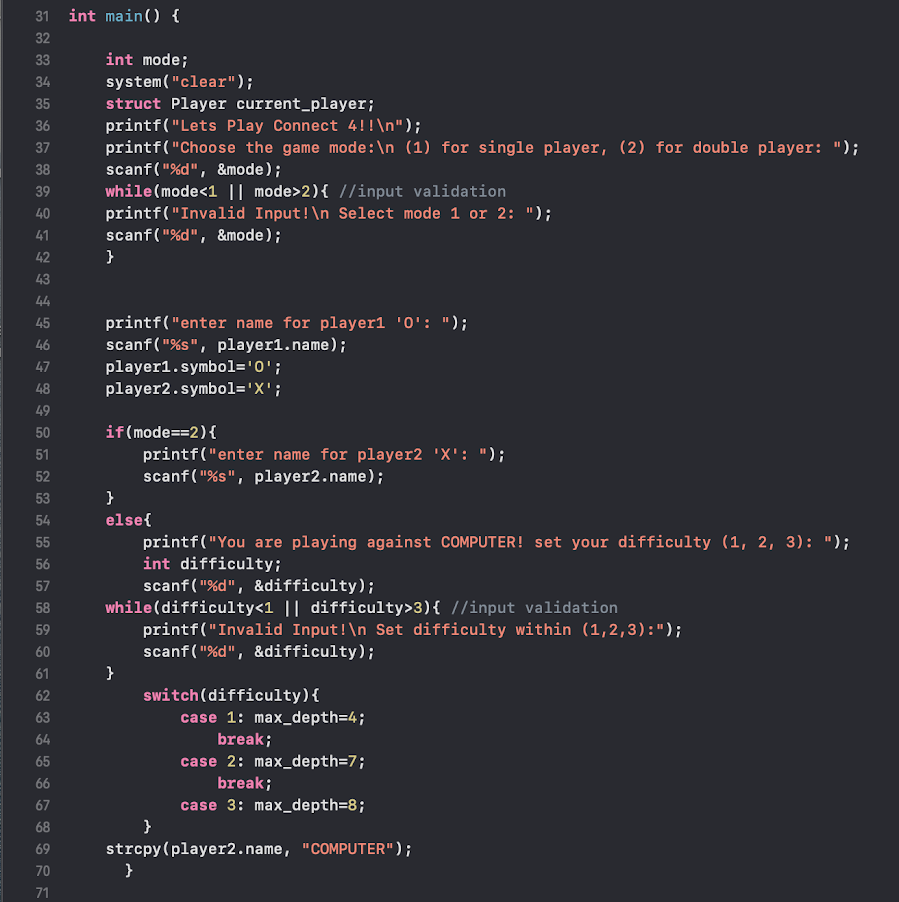 31 int main() {
32
33     int mode;
34     system("clear");
35     struct Player current_player;
36     printf("Lets Play Connect 4!!\n");
37     printf("Choose the game mode:\n (1) for single player, (2) for double player: ");
38     scanf("%d", &mode);
39     while(mode<1 || mode>2){ //input validation
40     printf("Invalid Input!\n Select mode 1 or 2: ");
41     scanf("%d", &mode);
42     }
43
44
45     printf("enter name for player1 'O': ");
46     scanf("%s", player1.name);
47     player1.symbol='O';
48     player2.symbol='X';
49
50     if(mode==2){
51         printf("enter name for player2 'X': ");
52         scanf("%s", player2.name);
53     }
54     else{
55         printf("You are playing against COMPUTER! set your difficulty (1, 2, 3): ");
56         int difficulty;
57         scanf("%d", &difficulty);
58     while(difficulty<1 || difficulty>3){ //input validation
59         printf("Invalid Input!\n Set difficulty within (1,2,3):");
60         scanf("%d", &difficulty);
61     }
62         switch(difficulty){
63             case 1: max_depth=4;
64                 break;
65             case 2: max_depth=7;
66                 break;
67             case 3: max_depth=8;
68         }
69     strcpy(player2.name, "COMPUTER");
70       }
71